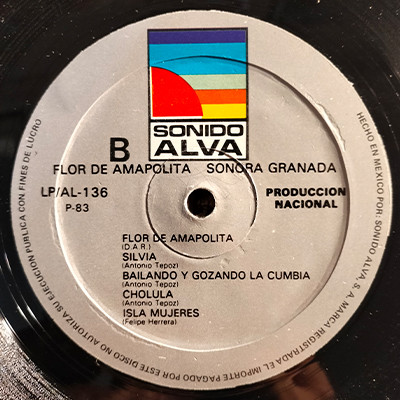 SONIDO
ALVA
B
FLOR DE AMAPOLITA SONORA GRANADA
LP/AL-136
P-83
PRODUCCION
NACIONAL
FLOR DE AMAPOLITA
(D.A.R.)
SILVIA
(Antonio Tepoz)
BAILANDO Y GOZANDO LA CUMBIA
(Antonio Tepoz)
CHOLULA
(Antonio Tepoz)
ISLA MUJERES
(Felipe Herrera)
HECHO EN MEXICO POR: SONIDO ALVA, S. A. MARCA REGISTRADA EL IMPORTE PAGADO POR ESTE DISCO NO AUTORIZA SU EJECUCION PUBLICA CON FINES DE LUCRO